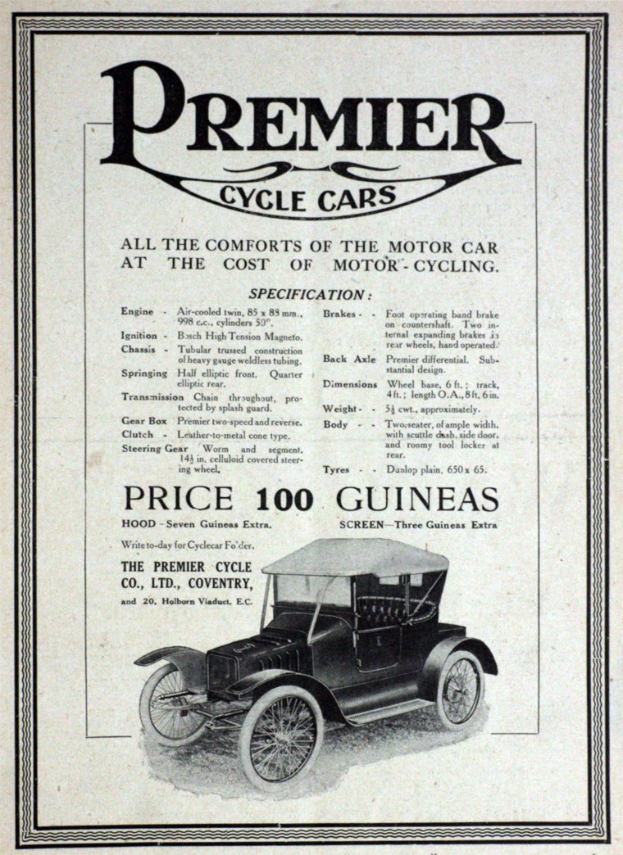 PREMIER
CYCLE CARS
ALL THE COMFORTS OF THE MOTOR CAR
AT THE COST OF MOTOR-CYCLING.
SPECIFICATION:
Engine - Air-cooled twin, 85 x 88 mm.,
998 c.c., cylinders 50°.
Ignition - Bosch High Tension Magneto.
Chassis - Tubular trussed construction
of heavy gauge weldless tubing.
Springing Half elliptic front. Quarter
elliptic rear.
Transmission Chain throughout, pro-
tected by splash guard.
Gear Box Premier two-speed and reverse.
Clutch - Leather-to-metal cone type.
Steering Gear Worm and segment.
14½ in. celluloid covered steer-
ing wheel.
Brakes - - Foot operating band brake
on countershaft. Two in-
ternal expanding brakes in
rear wheels, hand operated.
Back Axle Premier differential. Sub-
stantial design.
Dimensions Wheel base, 6 ft.; track,
4 ft.; length O.A., 8 ft. 6 in.
Weight - - 5½ cwt., approximately.
Body - - Two-seater, of ample width,
with scuttle dash, side door,
and roomy tool locker at
rear.
Tyres - - Dunlop plain, 650 x 65.
PRICE 100 GUINEAS
HOOD - Seven Guineas Extra. SCREEN—Three Guineas Extra
Write to-day for Cyclecar Folder.
THE PREMIER CYCLE
CO., LTD., COVENTRY,
and 20, Holborn Viaduct, E.C.